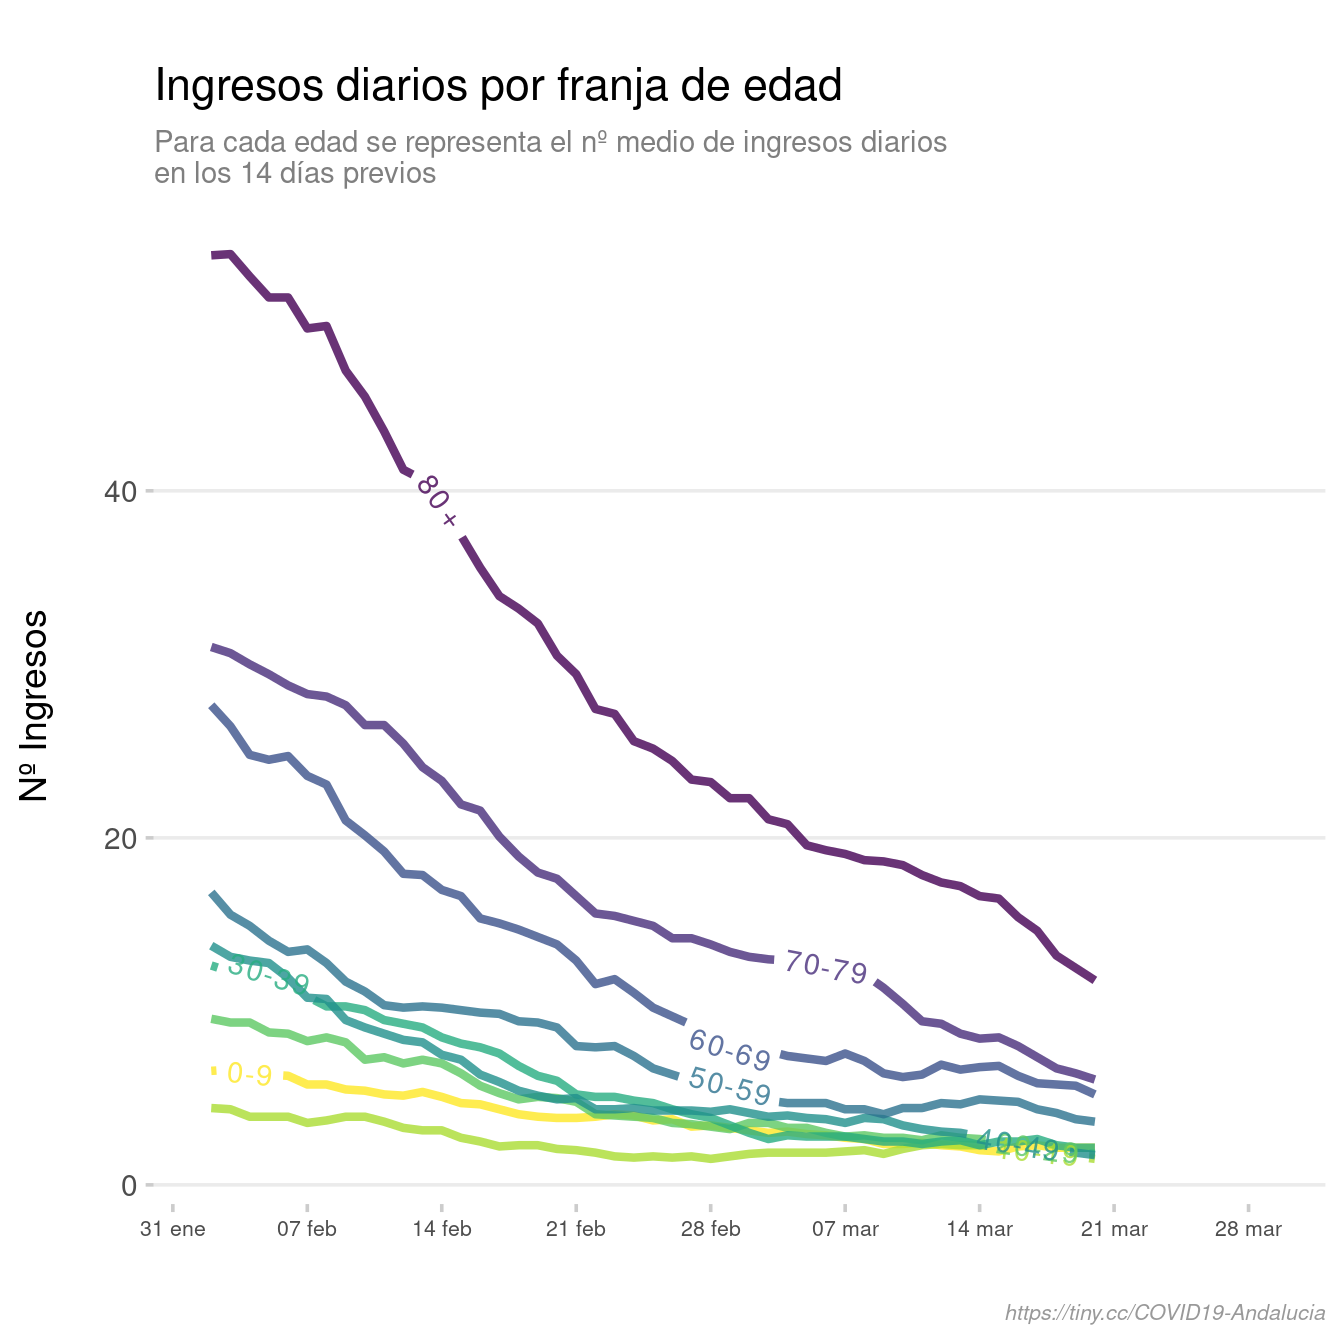 Ingresos diarios por franja de edad
Para cada edad se representa el nº medio de ingresos diarios
en los 14 días previos
Nº Ingresos
40
20
0
80+
70-79
60-69
50-59
30-39
0-9
40-49
31 ene
07 feb
14 feb
21 feb
28 feb
07 mar
14 mar
21 mar
28 mar
https://tiny.cc/COVID19-Andalucia